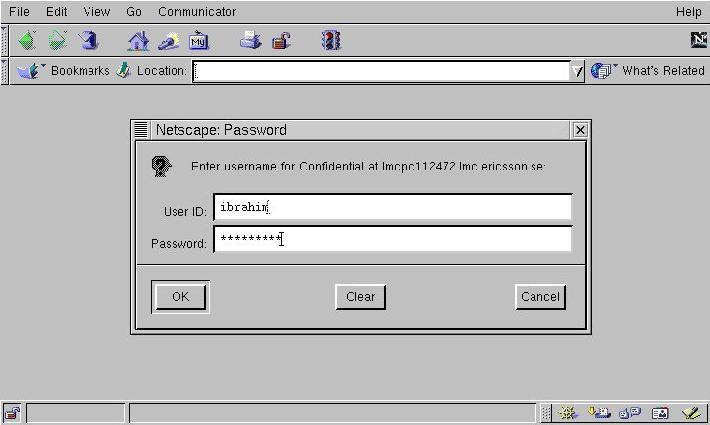 File Edit View Go Communicator Help
My N
Bookmarks Location: What's Related
Netscape: Password
Enter username for Confidential at lmcpc112472.lmc.ericsson.se:
User ID: ibrahim
Password: *********
OK Clear Cancel